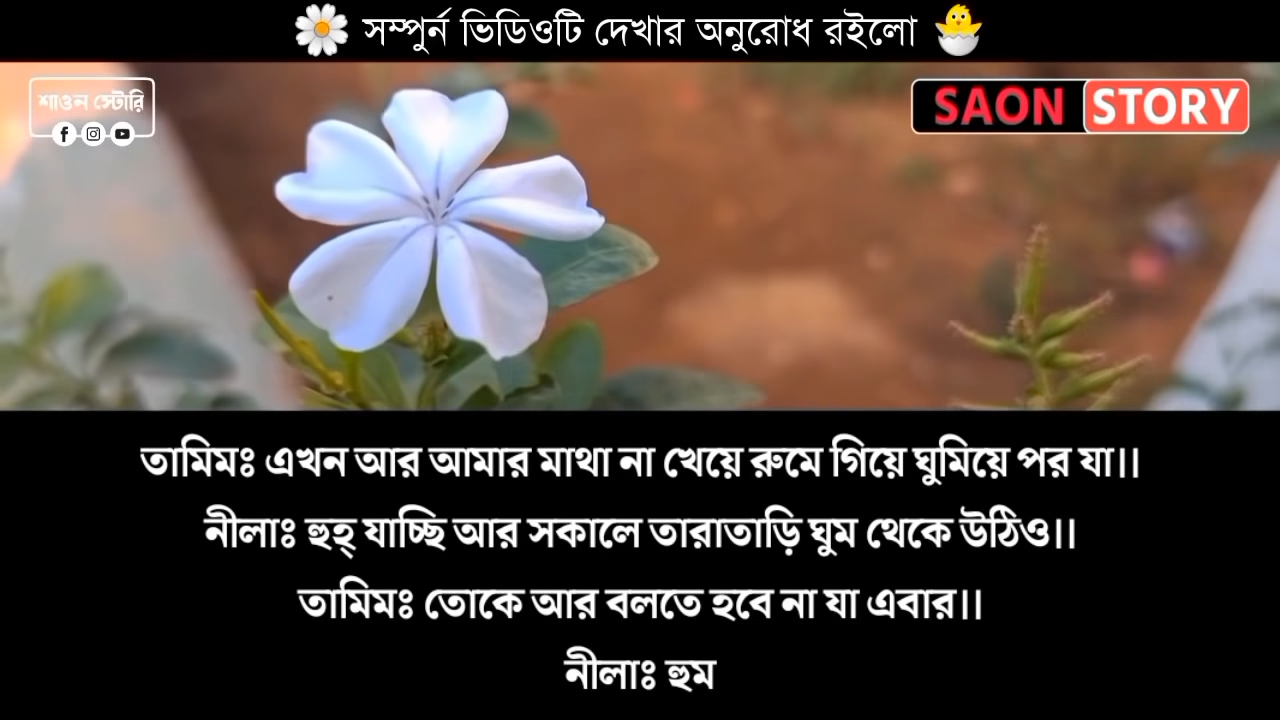 🌼 সম্পুর্ন ভিডিওটি দেখার অনুরোধ রইলো 🐣
শাওন স্টোরি
SAON STORY
তামিমঃ এখন আর আমার মাথা না খেয়ে রুমে গিয়ে ঘুমিয়ে পর যা।।
নীলাঃ হুহ্ যাচ্ছি আর সকালে তারাতাড়ি ঘুম থেকে উঠিও।।
তামিমঃ তোকে আর বলতে হবে না যা এবার।।
নীলাঃ হুম